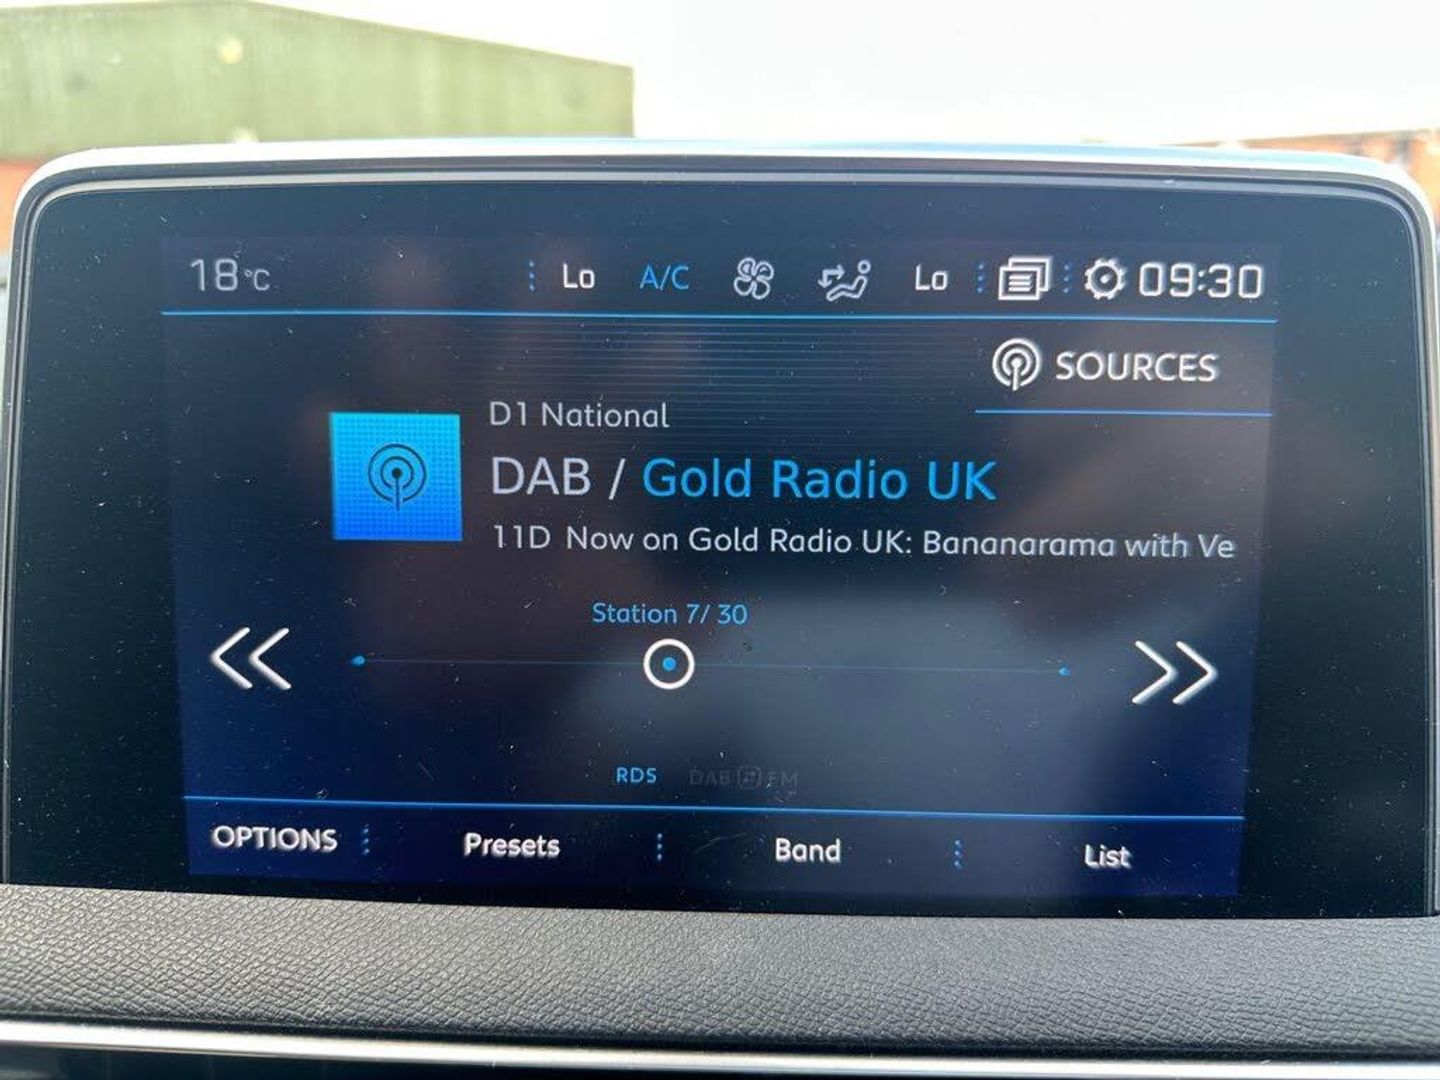 18°C Lo A/C Lo 09:30
SOURCES
D1 National
DAB / Gold Radio UK
11D Now on Gold Radio UK: Bananarama with Ve
Station 7/ 30
RDS DAB FM
OPTIONS Presets Band List